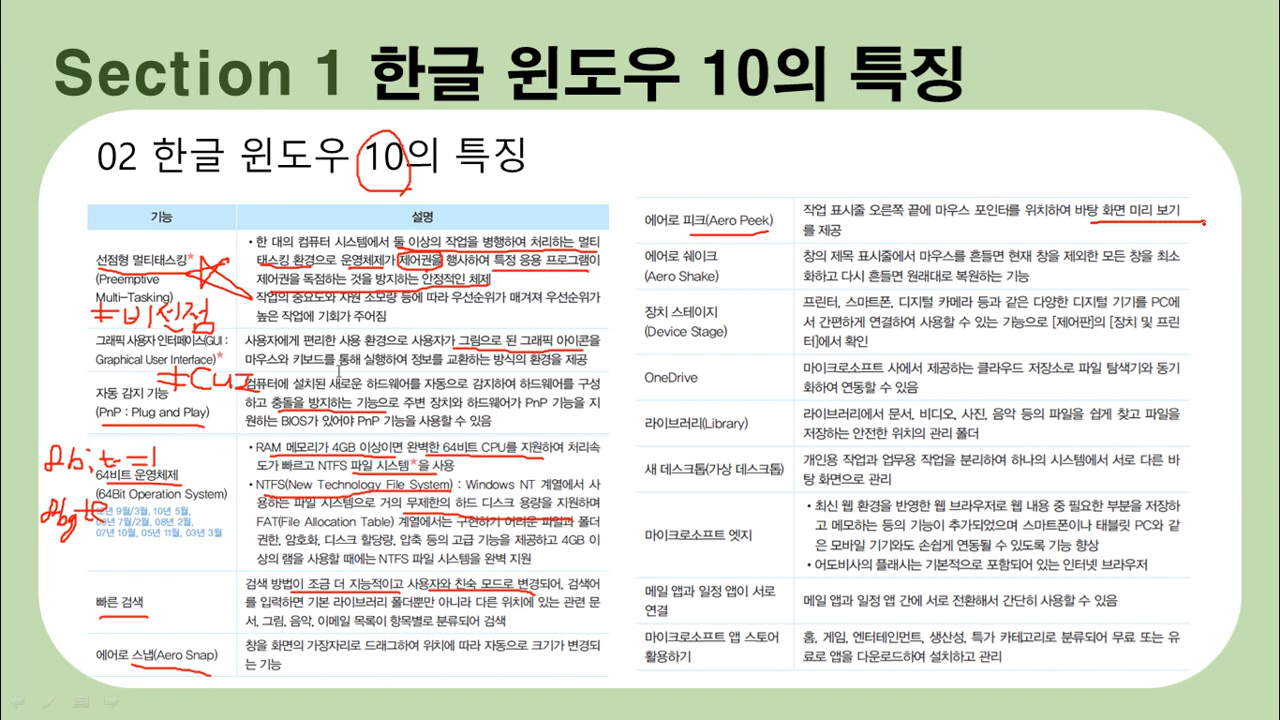 Section 1 한글 윈도우 10의 특징
02 한글 윈도우 10의 특징
기능 설명
선점형 멀티태스킹*
(Preemptive
Multi-Tasking)
≠비선점
• 한 대의 컴퓨터 시스템에서 둘 이상의 작업을 병행하여 처리하는 멀티
태스킹 환경으로 운영체제가 제어권을 행사하여 특정 응용 프로그램이
제어권을 독점하는 것을 방지하는 안정적인 체제
작업의 중요도와 자원 소모량 등에 따라 우선순위가 매겨져 우선순위가
높은 작업에 기회가 주어짐
그래픽 사용자 인터페이스(GUI :
Graphical User Interface)*
≠CUI
사용자에게 편리한 사용 환경으로 사용자가 그림으로 된 그래픽 아이콘을
마우스와 키보드를 통해 실행하여 정보를 교환하는 방식의 환경을 제공
자동 감지 기능
(PnP : Plug and Play)
컴퓨터에 설치된 새로운 하드웨어를 자동으로 감지하여 하드웨어를 구성
하고 충돌을 방지하는 기능으로 주변 장치와 하드웨어가 PnP 기능을 지
원하는 BIOS가 있어야 PnP 기능을 사용할 수 있음
64비트 운영체제
(64Bit Operation System)
년 9월/3월, 10년 5월,
년 7월/2월, 08년 2월,
07년 10월, 05년 11월, 03년 3월
• RAM 메모리가 4GB 이상이면 완벽한 64비트 CPU를 지원하여 처리속
도가 빠르고 NTFS 파일 시스템*을 사용
• NTFS(New Technology File System) : Windows NT 계열에서 사
용하는 파일 시스템으로 거의 무제한의 하드 디스크 용량을 지원하며
FAT(File Allocation Table) 계열에서는 구현하기 어려운 파일과 폴더
권한, 암호화, 디스크 할당량, 압축 등의 고급 기능을 제공하고 4GB 이
상의 램을 사용할 때에는 NTFS 파일 시스템을 완벽 지원
빠른 검색
검색 방법이 조금 더 지능적이고 사용자와 친숙 모드로 변경되어, 검색어
를 입력하면 기본 라이브러리 폴더뿐만 아니라 다른 위치에 있는 관련 문
서, 그림, 음악, 이메일 목록이 항목별로 분류되어 검색
에어로 스냅(Aero Snap)
창을 화면의 가장자리로 드래그하여 위치에 따라 자동으로 크기가 변경되
는 기능
에어로 피크(Aero Peek)
작업 표시줄 오른쪽 끝에 마우스 포인터를 위치하여 바탕 화면 미리 보기
를 제공
에어로 쉐이크
(Aero Shake)
창의 제목 표시줄에서 마우스를 흔들면 현재 창을 제외한 모든 창을 최소
화하고 다시 흔들면 원래대로 복원하는 기능
장치 스테이지
(Device Stage)
프린터, 스마트폰, 디지털 카메라 등과 같은 다양한 디지털 기기를 PC에
서 간편하게 연결하여 사용할 수 있는 기능으로 [제어판]의 [장치 및 프린
터]에서 확인
OneDrive
마이크로소프트 사에서 제공하는 클라우드 저장소로 파일 탐색기와 동기
화하여 연동할 수 있음
라이브러리(Library)
라이브러리에서 문서, 비디오, 사진, 음악 등의 파일을 쉽게 찾고 파일을
저장하는 안전한 위치의 관리 폴더
새 데스크톱(가상 데스크톱)
개인용 작업과 업무용 작업을 분리하여 하나의 시스템에서 서로 다른 바
탕 화면으로 관리
마이크로소프트 엣지
• 최신 웹 환경을 반영한 웹 브라우저로 웹 내용 중 필요한 부분을 저장하
고 메모하는 등의 기능이 추가되었으며 스마트폰이나 태블릿 PC와 같
은 모바일 기기와도 손쉽게 연동될 수 있도록 기능 향상
• 어도비사의 플래시는 기본적으로 포함되어 있는 인터넷 브라우저
메일 앱과 일정 앱이 서로
연결
메일 앱과 일정 앱 간에 서로 전환해서 간단히 사용할 수 있음
마이크로소프트 앱 스토어
활용하기
홈, 게임, 엔터테인먼트, 생산성, 특가 카테고리로 분류되어 무료 또는 유
료로 앱을 다운로드하여 설치하고 관리